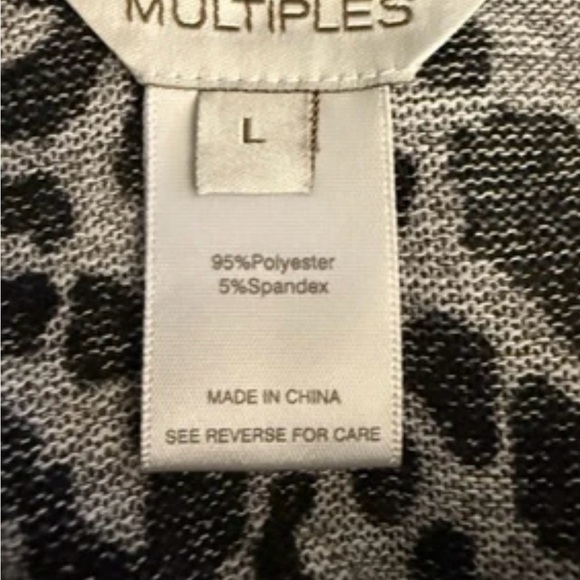 MULTIPLES
L
95%Polyester
5%Spandex
MADE IN CHINA
SEE REVERSE FOR CARE